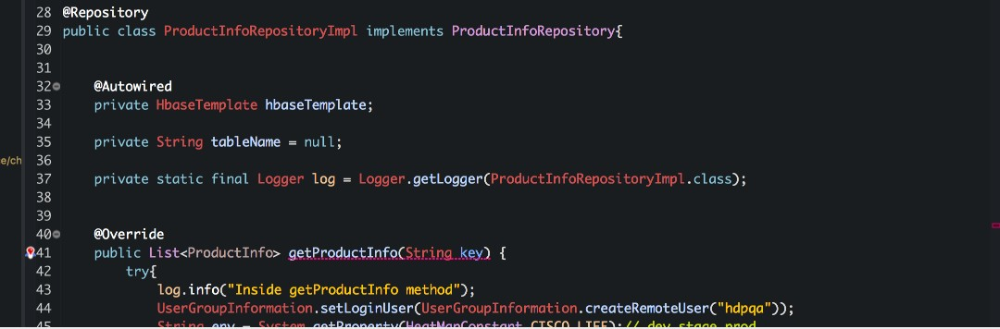 28 @Repository
29 public class ProductInfoRepositoryImpl implements ProductInfoRepository{
30
31
32 @Autowired
33 private HbaseTemplate hbaseTemplate;
34
35 private String tableName = null;
36
e/ch
37 private static final Logger log = Logger.getLogger(ProductInfoRepositoryImpl.class);
38
39
40 @Override
41 public List<ProductInfo> getProductInfo(String key) {
42 try{
43 log.info("Inside getProductInfo method");
44 UserGroupInformation.setLoginUser(UserGroupInformation.createRemoteUser("hdpqa"));
45 String env = System.getProperty(HeatMapConstant.CISCO_LIFE);// dev stage prod